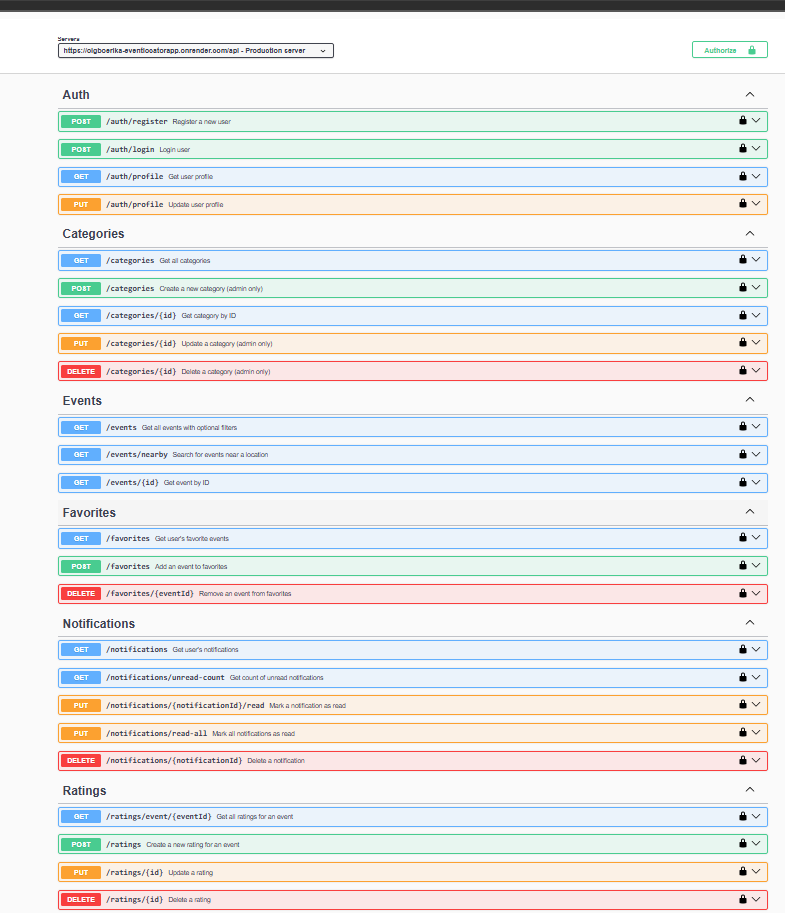 Servers
https://oigboerika-eventlocatorapp.onrender.com/api - Production server
Authorize
Auth
POST /auth/register Register a new user
POST /auth/login Login user
GET /auth/profile Get user profile
PUT /auth/profile Update user profile
Categories
GET /categories Get all categories
POST /categories Create a new category (admin only)
GET /categories/{id} Get category by ID
PUT /categories/{id} Update a category (admin only)
DELETE /categories/{id} Delete a category (admin only)
Events
GET /events Get all events with optional filters
GET /events/nearby Search for events near a location
GET /events/{id} Get event by ID
Favorites
GET /favorites Get user's favorite events
POST /favorites Add an event to favorites
DELETE /favorites/{eventId} Remove an event from favorites
Notifications
GET /notifications Get user's notifications
GET /notifications/unread-count Get count of unread notifications
PUT /notifications/{notificationId}/read Mark a notification as read
PUT /notifications/read-all Mark all notifications as read
DELETE /notifications/{notificationId} Delete a notification
Ratings
GET /ratings/event/{eventId} Get all ratings for an event
POST /ratings Create a new rating for an event
PUT /ratings/{id} Update a rating
DELETE /ratings/{id} Delete a rating